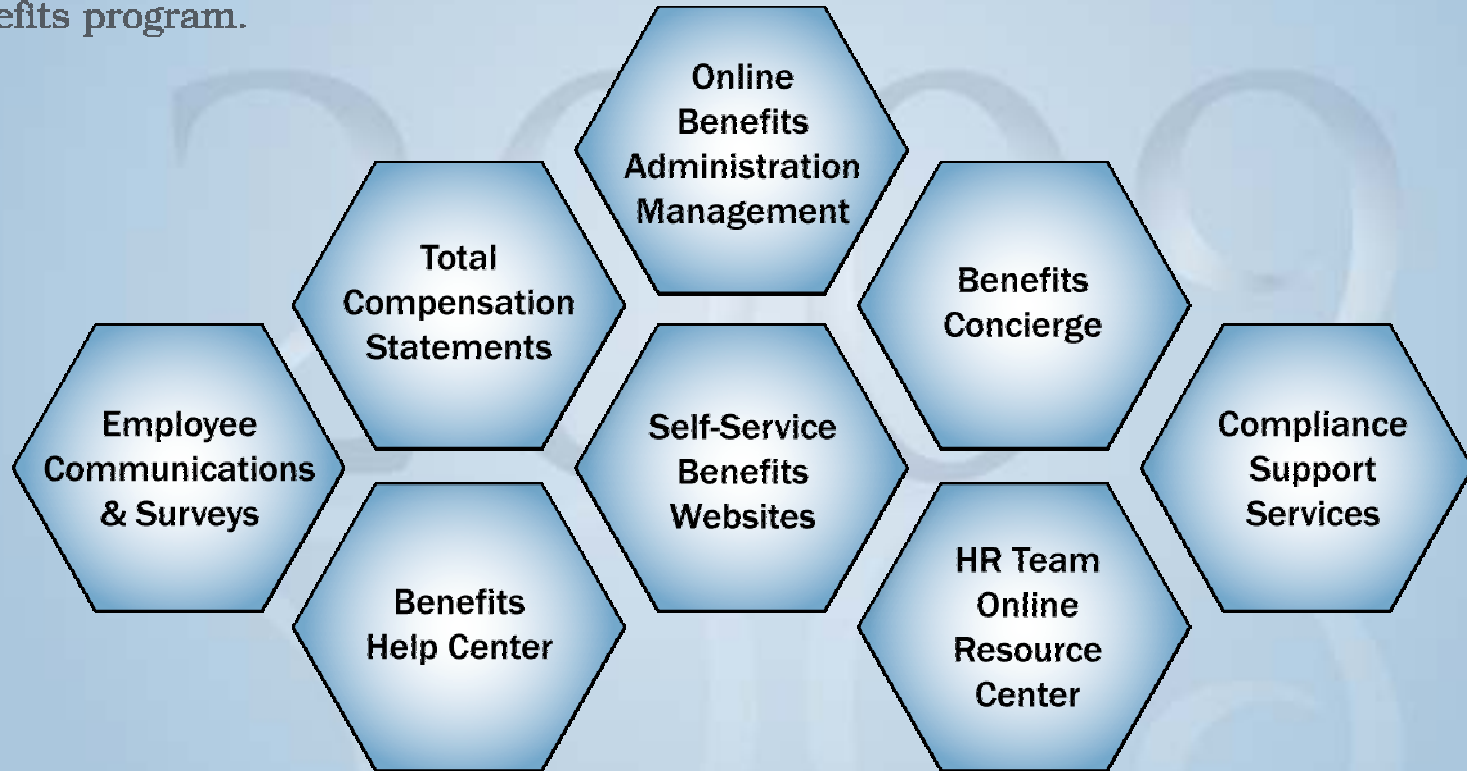 efits program.
Online
Benefits
Administration
Management
Total
Compensation
Statements
Benefits
Concierge
Employee
Communications
& Surveys
Self-Service
Benefits
Websites
Compliance
Support
Services
Benefits
Help Center
HR Team
Online
Resource
Center